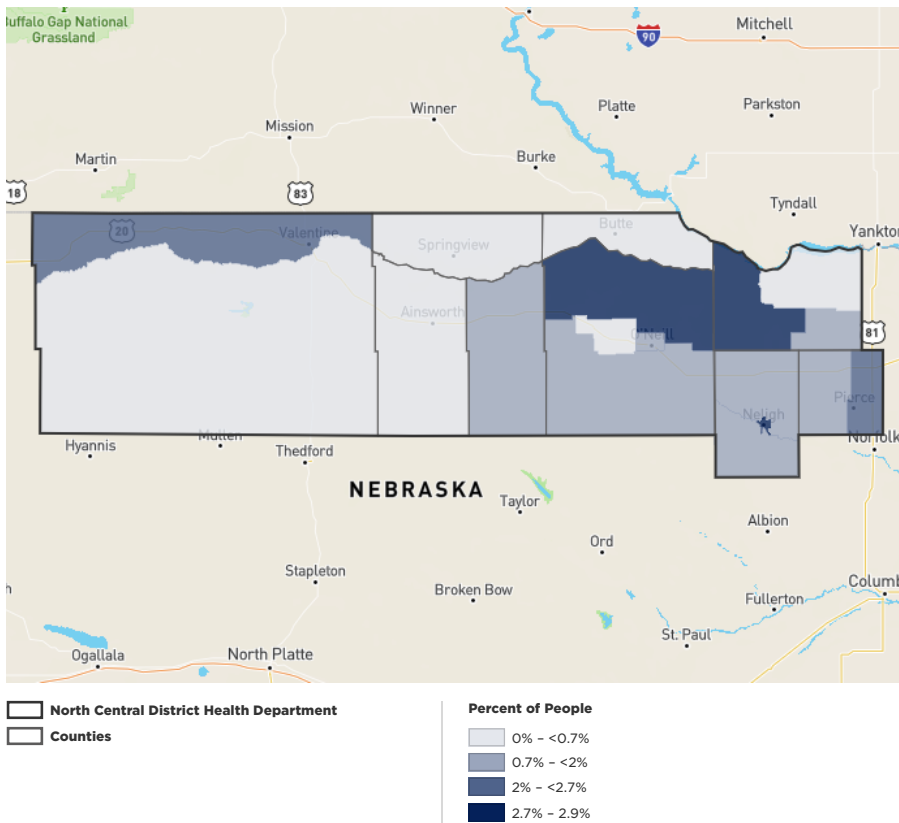 Buffalo Gap National
Grassland
Mitchell
90
Platte
Parkston
Winner
Mission
Burke
Martin
18
83
Tyndall
20
Valentine
Butte
Yankton
Springview
Ainsworth
O'Neill
81
Pierce
Neligh
Norfolk
Hyannis
Mullen
Thedford
NEBRASKA
Taylor
Albion
Ord
Stapleton
Broken Bow
h
Columb
Fullerton
St. Paul
Ogallala
North Platte
North Central District Health Department
Counties
Percent of People
0% – <0.7%
0.7% – <2%
2% – <2.7%
2.7% – 2.9%